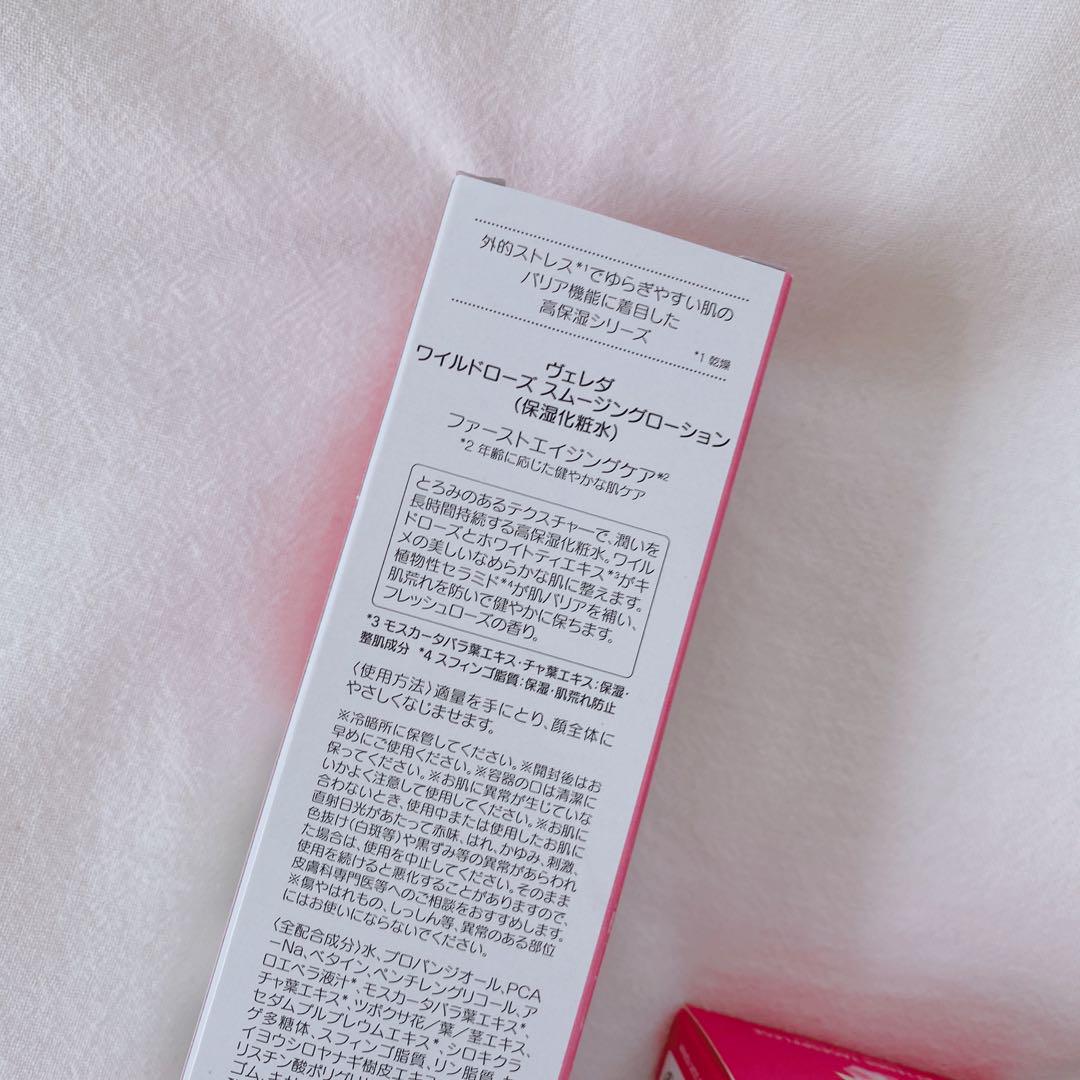 外的ストレス*1でゆらぎやすい肌の
バリア機能に着目した
高保湿シリーズ
*1 乾燥
ヴェレダ
ワイルドローズ スムージングローション
(保湿化粧水)
ファーストエイジングケア*2
*2 年齢に応じた健やかな肌ケア
とろみのあるテクスチャーで、潤いを
長時間持続する高保湿化粧水。ワイル
ドローズとホワイトティエキス*3がキ
メの美しいなめらかな肌に整えます。
植物性セラミド*4が肌バリアを補い、
肌荒れを防いで健やかに保ちます。
フレッシュローズの香り。
*3 モスカータバラ葉エキス・チャ葉エキス:保湿・
整肌成分 *4 スフィンゴ脂質:保湿・肌荒れ防止
〈使用方法〉適量を手にとり、顔全体に
やさしくなじませます。
※冷暗所に保管してください。※開封後はお
早めにご使用ください。※容器の口は清潔に
保ってください。※お肌に異常が生じていな
いかよく注意して使用してください。※お肌に
合わないとき、使用中または使用したお肌に
直射日光があたって赤味、はれ、かゆみ、刺激、
色抜け(白斑等)や黒ずみ等の異常があらわれ
た場合は、使用を中止してください。そのまま
使用を続けると悪化することがありますので、
皮膚科専門医等へのご相談をおすすめします。
※傷やはれもの、しっしん等、異常のある部位
にはお使いにならないでください。
〈全配合成分〉水、プロパンジオール、PCA
-Na、ベタイン、ペンチレングリコール、ア
ロエベラ液汁*、モスカータバラ葉エキス*、
チャ葉エキス*、ツボクサ花/葉/茎エキス、
セダムプルプレウムエキス*、シロキクラ
ゲ多糖体、スフィンゴ脂質、リン脂質、
イヨウシロヤナギ樹皮エキス
リスチン酸ポリグリ
ゴム、キサ